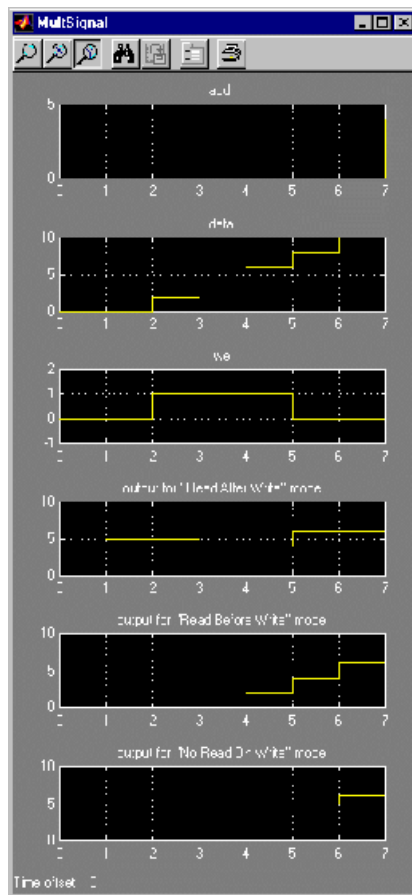 MultSignal
add
5
0
0 1 2 3 4 5 6 7
data
10
5
0
0 1 2 3 4 5 6 7
we
2
1
0
-1
0 1 2 3 4 5 6 7
output for "Read After Write" mode
10
5
0
0 1 2 3 4 5 6 7
output for "Read Before Write" mode
10
5
0
0 1 2 3 4 5 6 7
output for "No Read On Write" mode
10
5
0
0 1 2 3 4 5 6 7
Time offset: 0